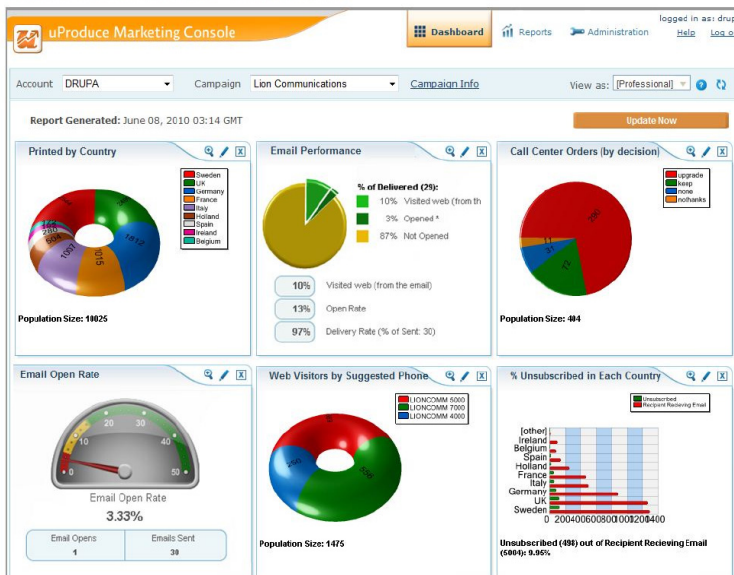 logged in as: drup
uProduce Marketing Console
Dashboard
Reports
Administration
Help
Log o
Account
DRUPA
Campaign
Lion Communications
Campaign Info
View as:
[Professional]
Report Generated: June 08, 2010 03:14 GMT
Update Now
Printed by Country
Sweden
UK
Germany
France
Italy
Holland
Spain
Ireland
Belgium
1812
1015
1007
504
Population Size: 10025
Email Performance
% of Delivered (29):
10% Visited web (from th
3% Opened *
87% Not Opened
10% Visited web (from the email)
13% Open Rate
97% Delivery Rate (% of Sent: 30)
Call Center Orders (by decision)
upgrade
keep
none
nothanks
290
72
31
11
Population Size: 404
Email Open Rate
0
10
20
30
40
50
Email Open Rate
3.33%
Email Opens
1
Emails Sent
30
Web Visitors by Suggested Phone
LIONCOMM 5000
LIONCOMM 7000
LIONCOMM 4000
556
Population Size: 1475
% Unsubscribed in Each Country
Unsubscribed
Recipient Recieving Email
[other]
Ireland
Belgium
Spain
Holland
France
Italy
Germany
UK
Sweden
0 200400600800100012001400
Unsubscribed (498) out of Recipient Recieving Email
(5004): 9.95%